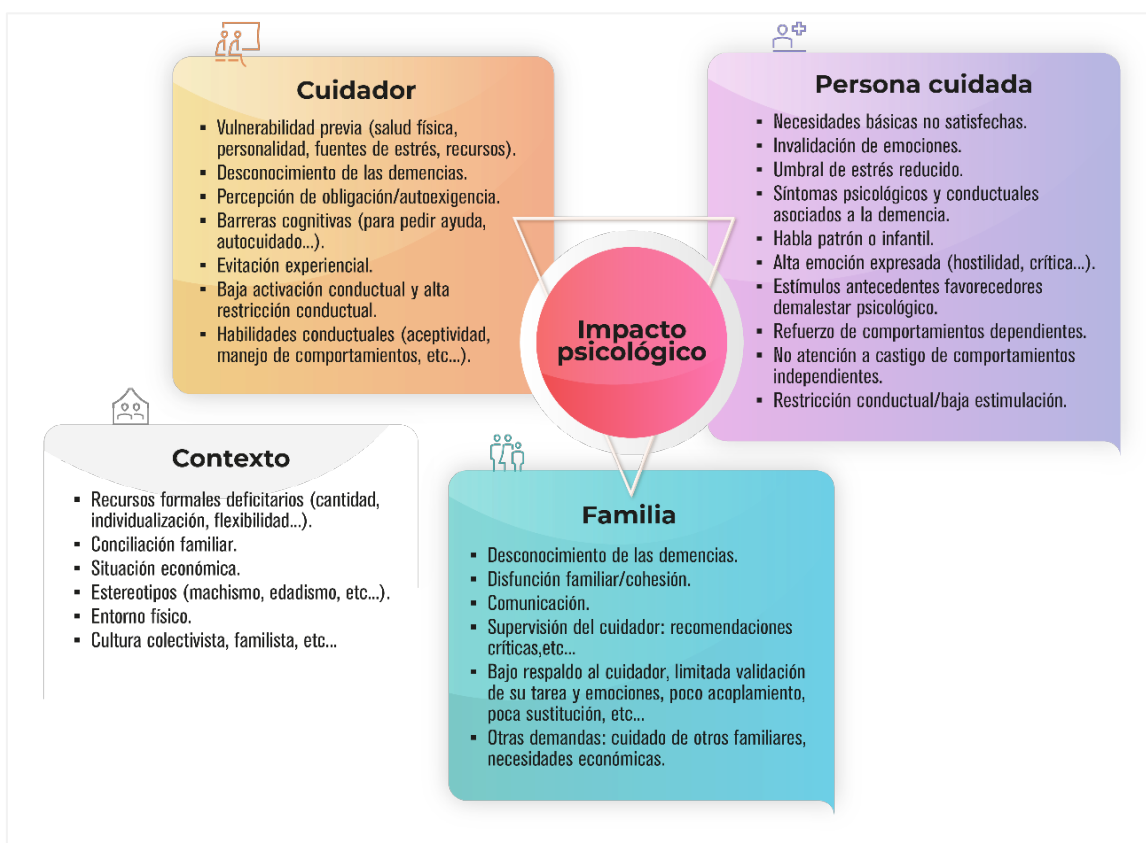 Cuidador
▪ Vulnerabilidad previa (salud física,
personalidad, fuentes de estrés, recursos).
▪ Desconocimiento de las demencias.
▪ Percepción de obligación/autoexigencia.
▪ Barreras cognitivas (para pedir ayuda,
autocuidado...).
▪ Evitación experiencial.
▪ Baja activación conductual y alta
restricción conductual.
▪ Habilidades conductuales (aceptividad,
manejo de comportamientos, etc...).
Persona cuidada
▪ Necesidades básicas no satisfechas.
▪ Invalidación de emociones.
▪ Umbral de estrés reducido.
▪ Síntomas psicológicos y conductuales
asociados a la demencia.
▪ Habla patrón o infantil.
▪ Alta emoción expresada (hostilidad, crítica...).
▪ Estímulos antecedentes favorecedores
demalestar psicológico.
▪ Refuerzo de comportamientos dependientes.
▪ No atención a castigo de comportamientos
independientes.
▪ Restricción conductual/baja estimulación.
Impacto
psicológico
Contexto
▪ Recursos formales deficitarios (cantidad,
individualización, flexibilidad...).
▪ Conciliación familiar.
▪ Situación económica.
▪ Estereotipos (machismo, edadismo, etc...).
▪ Entorno físico.
▪ Cultura colectivista, familista, etc...
Familia
▪ Desconocimiento de las demencias.
▪ Disfunción familiar/cohesión.
▪ Comunicación.
▪ Supervisión del cuidador: recomendaciones
críticas,etc...
▪ Bajo respaldo al cuidador, limitada validación
de su tarea y emociones, poco acoplamiento,
poca sustitución, etc...
▪ Otras demandas: cuidado de otros familiares,
necesidades económicas.